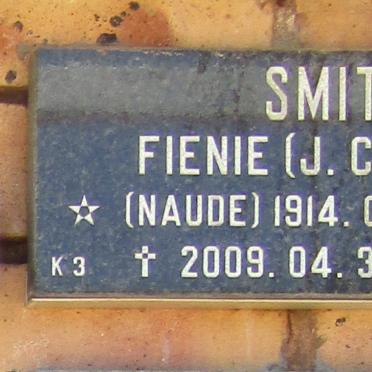 SMIT
FIENIE (J. C
☆ (NAUDE) 1914. 0
K3 ✝ 2009. 04. 3